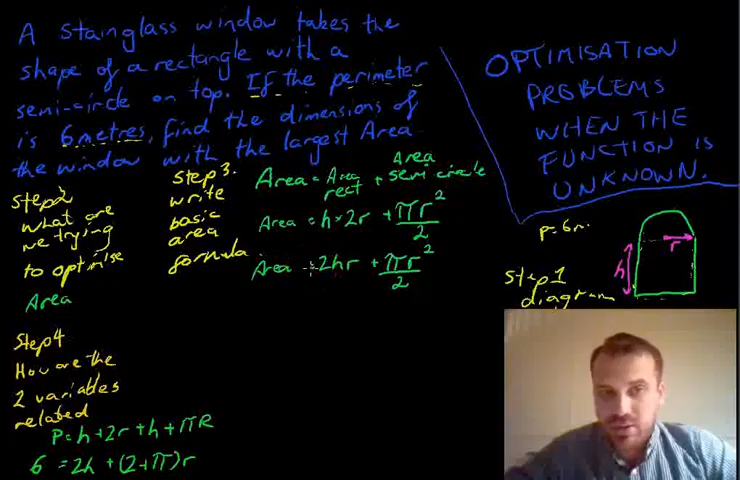 A stainglass window takes the
shape of a rectangle with a
semi-circle on top. If the perimeter
is 6 metres, find the dimensions of
the window with the largest Area
OPTIMISATION
PROBLEMS
WHEN THE
FUNCTION IS
UNKNOWN.
Step 2
what are
we trying
to optimise
Area
Step 3.
write
basic
area
formula
Area = Area rect + Area semi circle
Area = h×2r + πr²/2
Area = 2hr + πr²/2
P=6m.
r
h
Step 1
diagram
Step 4
How are the
2 variables
related
P=h+2r+h+πR
6 = 2h +(2+π)r